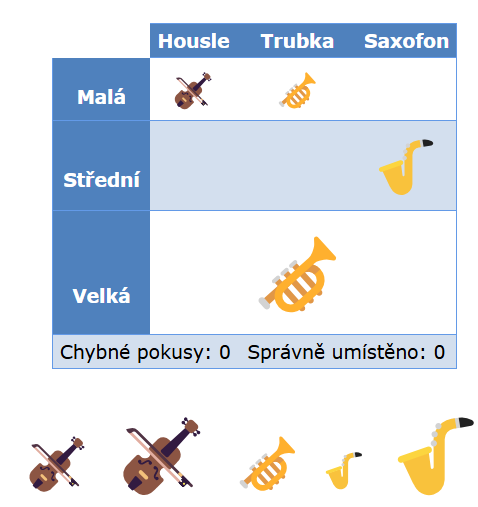 Housle Trubka Saxofon
Malá
Střední
Velká
Chybné pokusy: 0 Správně umístěno: 0